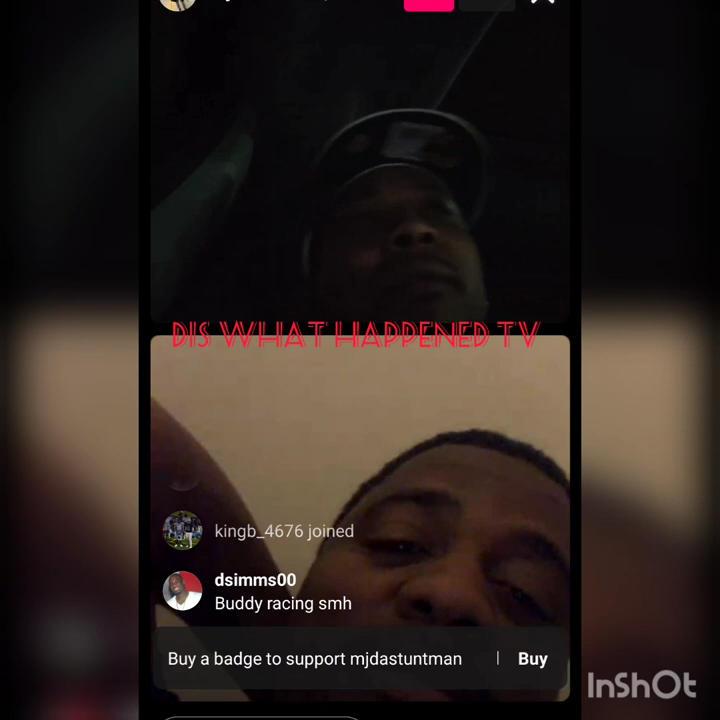 DIS WHAT HAPPENED TV
kingb_4676 joined
dsimms00
Buddy racing smh
Buy a badge to support mjdastuntman | Buy
InShOt